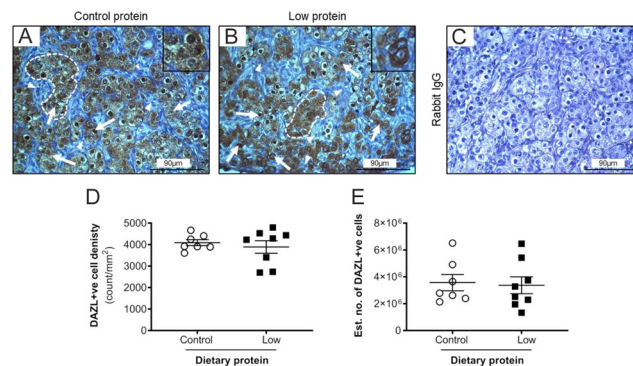 Control protein
Low protein
A
B
C
90µm
90µm
90µm
Rabbit IgG
D
E
DAZL+ve cell denisty
(count/mm²)
5000
4000
3000
2000
1000
0
Control
Low
Dietary protein
Est. no. of DAZL+ve cells
8×10⁶
6×10⁶
4×10⁶
2×10⁶
0
Control
Low
Dietary protein